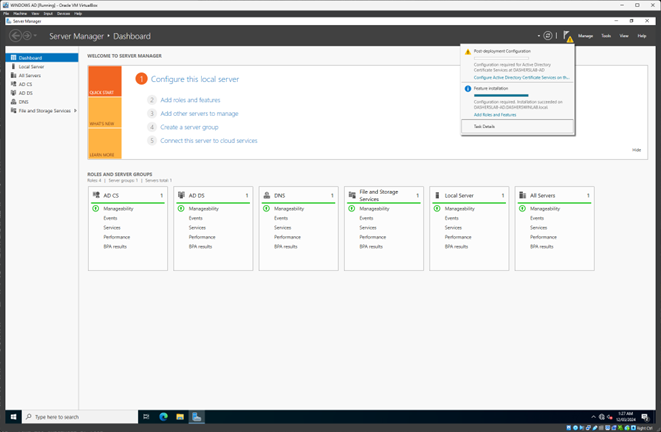 WINDOWS AD [Running] - Oracle VM VirtualBox
File Machine View Input Devices Help
Server Manager
Server Manager • Dashboard
Manage Tools View Help
Dashboard
Local Server
All Servers
AD CS
AD DS
DNS
File and Storage Services
WELCOME TO SERVER MANAGER
QUICK START
WHAT'S NEW
LEARN MORE
1 Configure this local server
2 Add roles and features
3 Add other servers to manage
4 Create a server group
5 Connect this server to cloud services
Hide
Post-deployment Configuration
Configuration required for Active Directory
Certificate Services at
Configure Active Directory Certificate Services on th...
Feature installation
Configuration required. Installation succeeded on
Add Roles and Features
Task Details
ROLES AND SERVER GROUPS
Roles: 4 | Server groups: 1 | Servers total: 1
AD CS 1
Manageability
Events
Services
Performance
BPA results
AD DS 1
Manageability
Events
Services
Performance
BPA results
DNS 1
Manageability
Events
Services
Performance
BPA results
File and Storage
Services 1
Manageability
Events
Services
Performance
BPA results
Local Server 1
Manageability
Events
Services
Performance
BPA results
All Servers 1
Manageability
Events
Services
Performance
BPA results
Type here to search
1:27 AM
12/03/2024
Right Ctrl